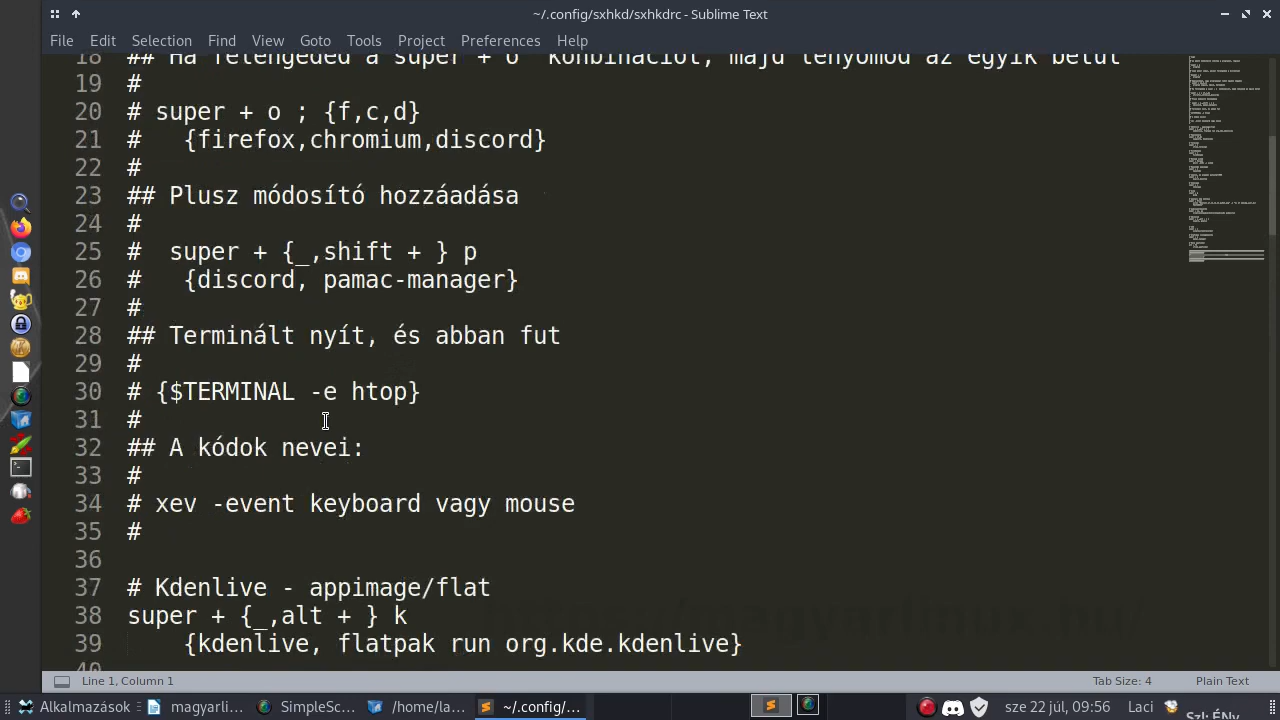 ~/.config/sxhkd/sxhkdrc - Sublime Text
File Edit Selection Find View Goto Tools Project Preferences Help
18 ## Ha felengeded a super + o konbinációt, majd lenyomod az egyik betűt
19 #
20 # super + o ; {f,c,d}
21 #   {firefox,chromium,discord}
22 #
23 ## Plusz módosító hozzáadása
24 #
25 #  super + {_,shift + } p
26 #   {discord, pamac-manager}
27 #
28 ## Terminált nyít, és abban fut
29 #
30 # {$TERMINAL -e htop}
31 #
32 ## A kódok nevei:
33 #
34 # xev -event keyboard vagy mouse
35 #
36
37 # Kdenlive - appimage/flat
38 super + {_,alt + } k
39     {kdenlive, flatpak run org.kde.kdenlive}
40
Line 1, Column 1 Tab Size: 4 Plain Text
Alkalmazások magyarli... SimpleSc... /home/la... ~/.config/... sze 22 júl, 09:56 Laci